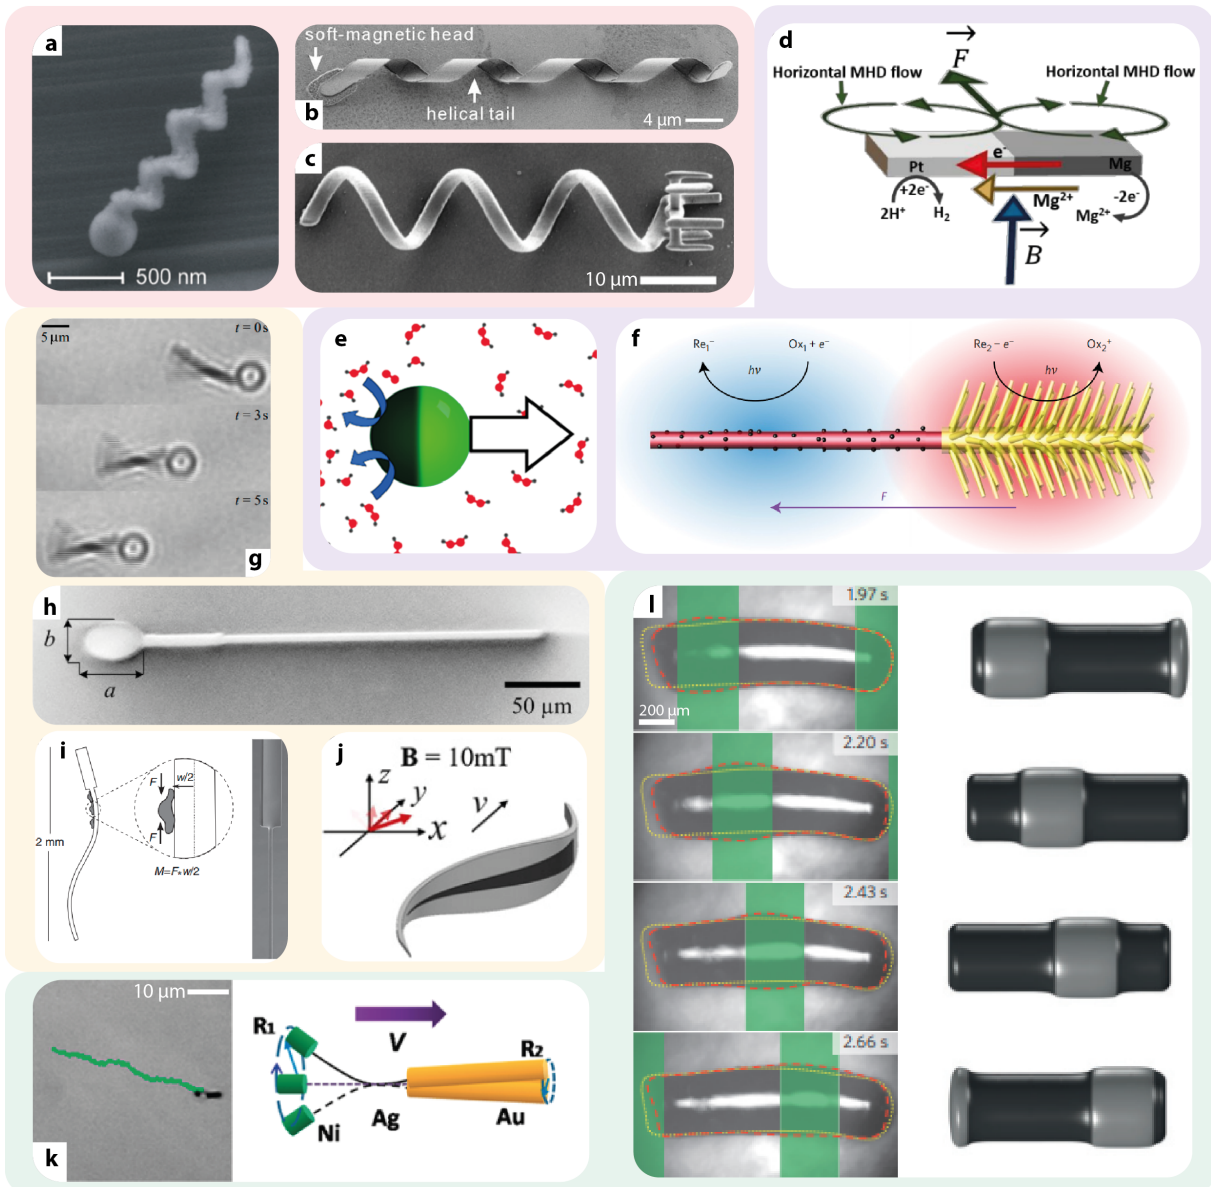 a
500 nm
b
soft-magnetic head
helical tail
4 µm
c
10 µm
d
F
Horizontal MHD flow
Horizontal MHD flow
e-
Pt
Mg
+2e-
2H+
H2
Mg2+
Mg2+
-2e-
B
e
f
Re1−
Ox1 + e−
hν
Re2 − e−
Ox2+
hν
F
g
5 µm
t = 0 s
t = 3 s
t = 5 s
h
b
a
50 µm
i
2 mm
F
w/2
F
M=F*w/2
j
B = 10mT
z
y
x
v
k
10 µm
V
R1
R2
Ni
Ag
Au
l
1.97 s
200 µm
2.20 s
2.43 s
2.66 s